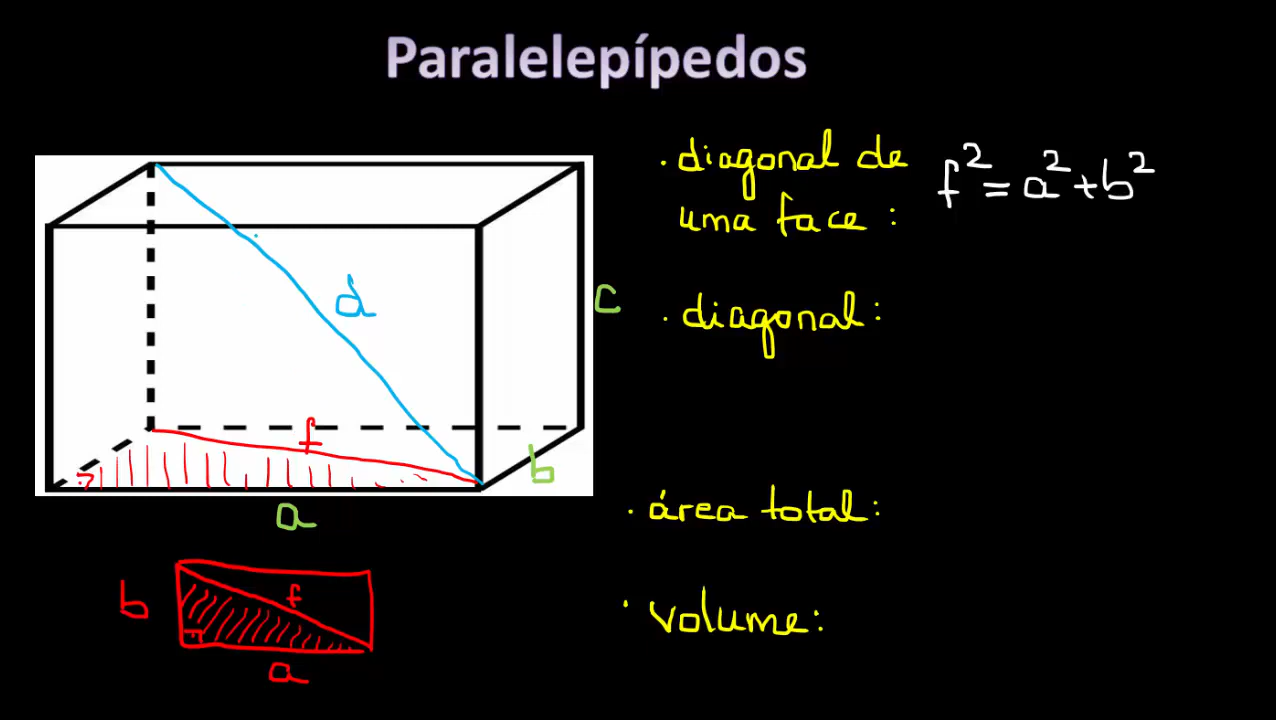 Paralelepípedos
· diagonal de
uma face :
f² = a² + b²
d
c
· diagonal :
f
b
a
· área total :
b
f
a
· volume :